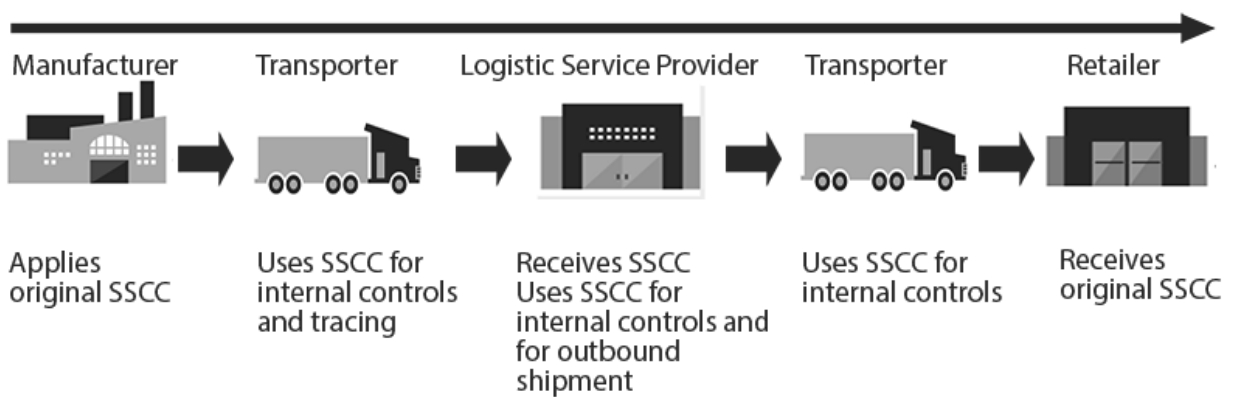 Manufacturer
Transporter
Logistic Service Provider
Transporter
Retailer
Applies
original SSCC
Uses SSCC for
internal controls
and tracing
Receives SSCC
Uses SSCC for
internal controls and
for outbound
shipment
Uses SSCC for
internal controls
Receives
original SSCC